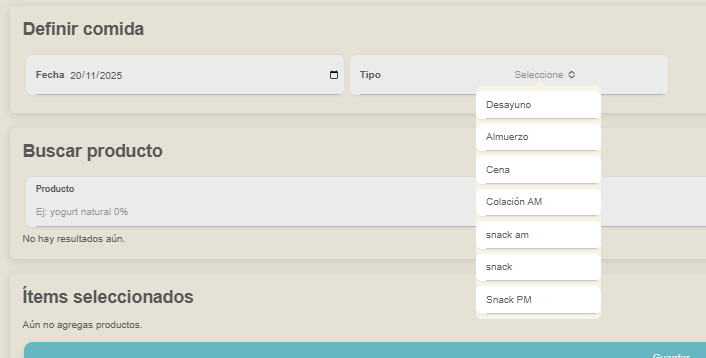 Definir comida
Fecha 20/11/2025
Tipo Seleccione
Desayuno
Almuerzo
Cena
Colación AM
snack am
snack
Snack PM
Buscar producto
Producto
Ej: yogurt natural 0%
No hay resultados aún.
Ítems seleccionados
Aún no agregas productos.
Guardar